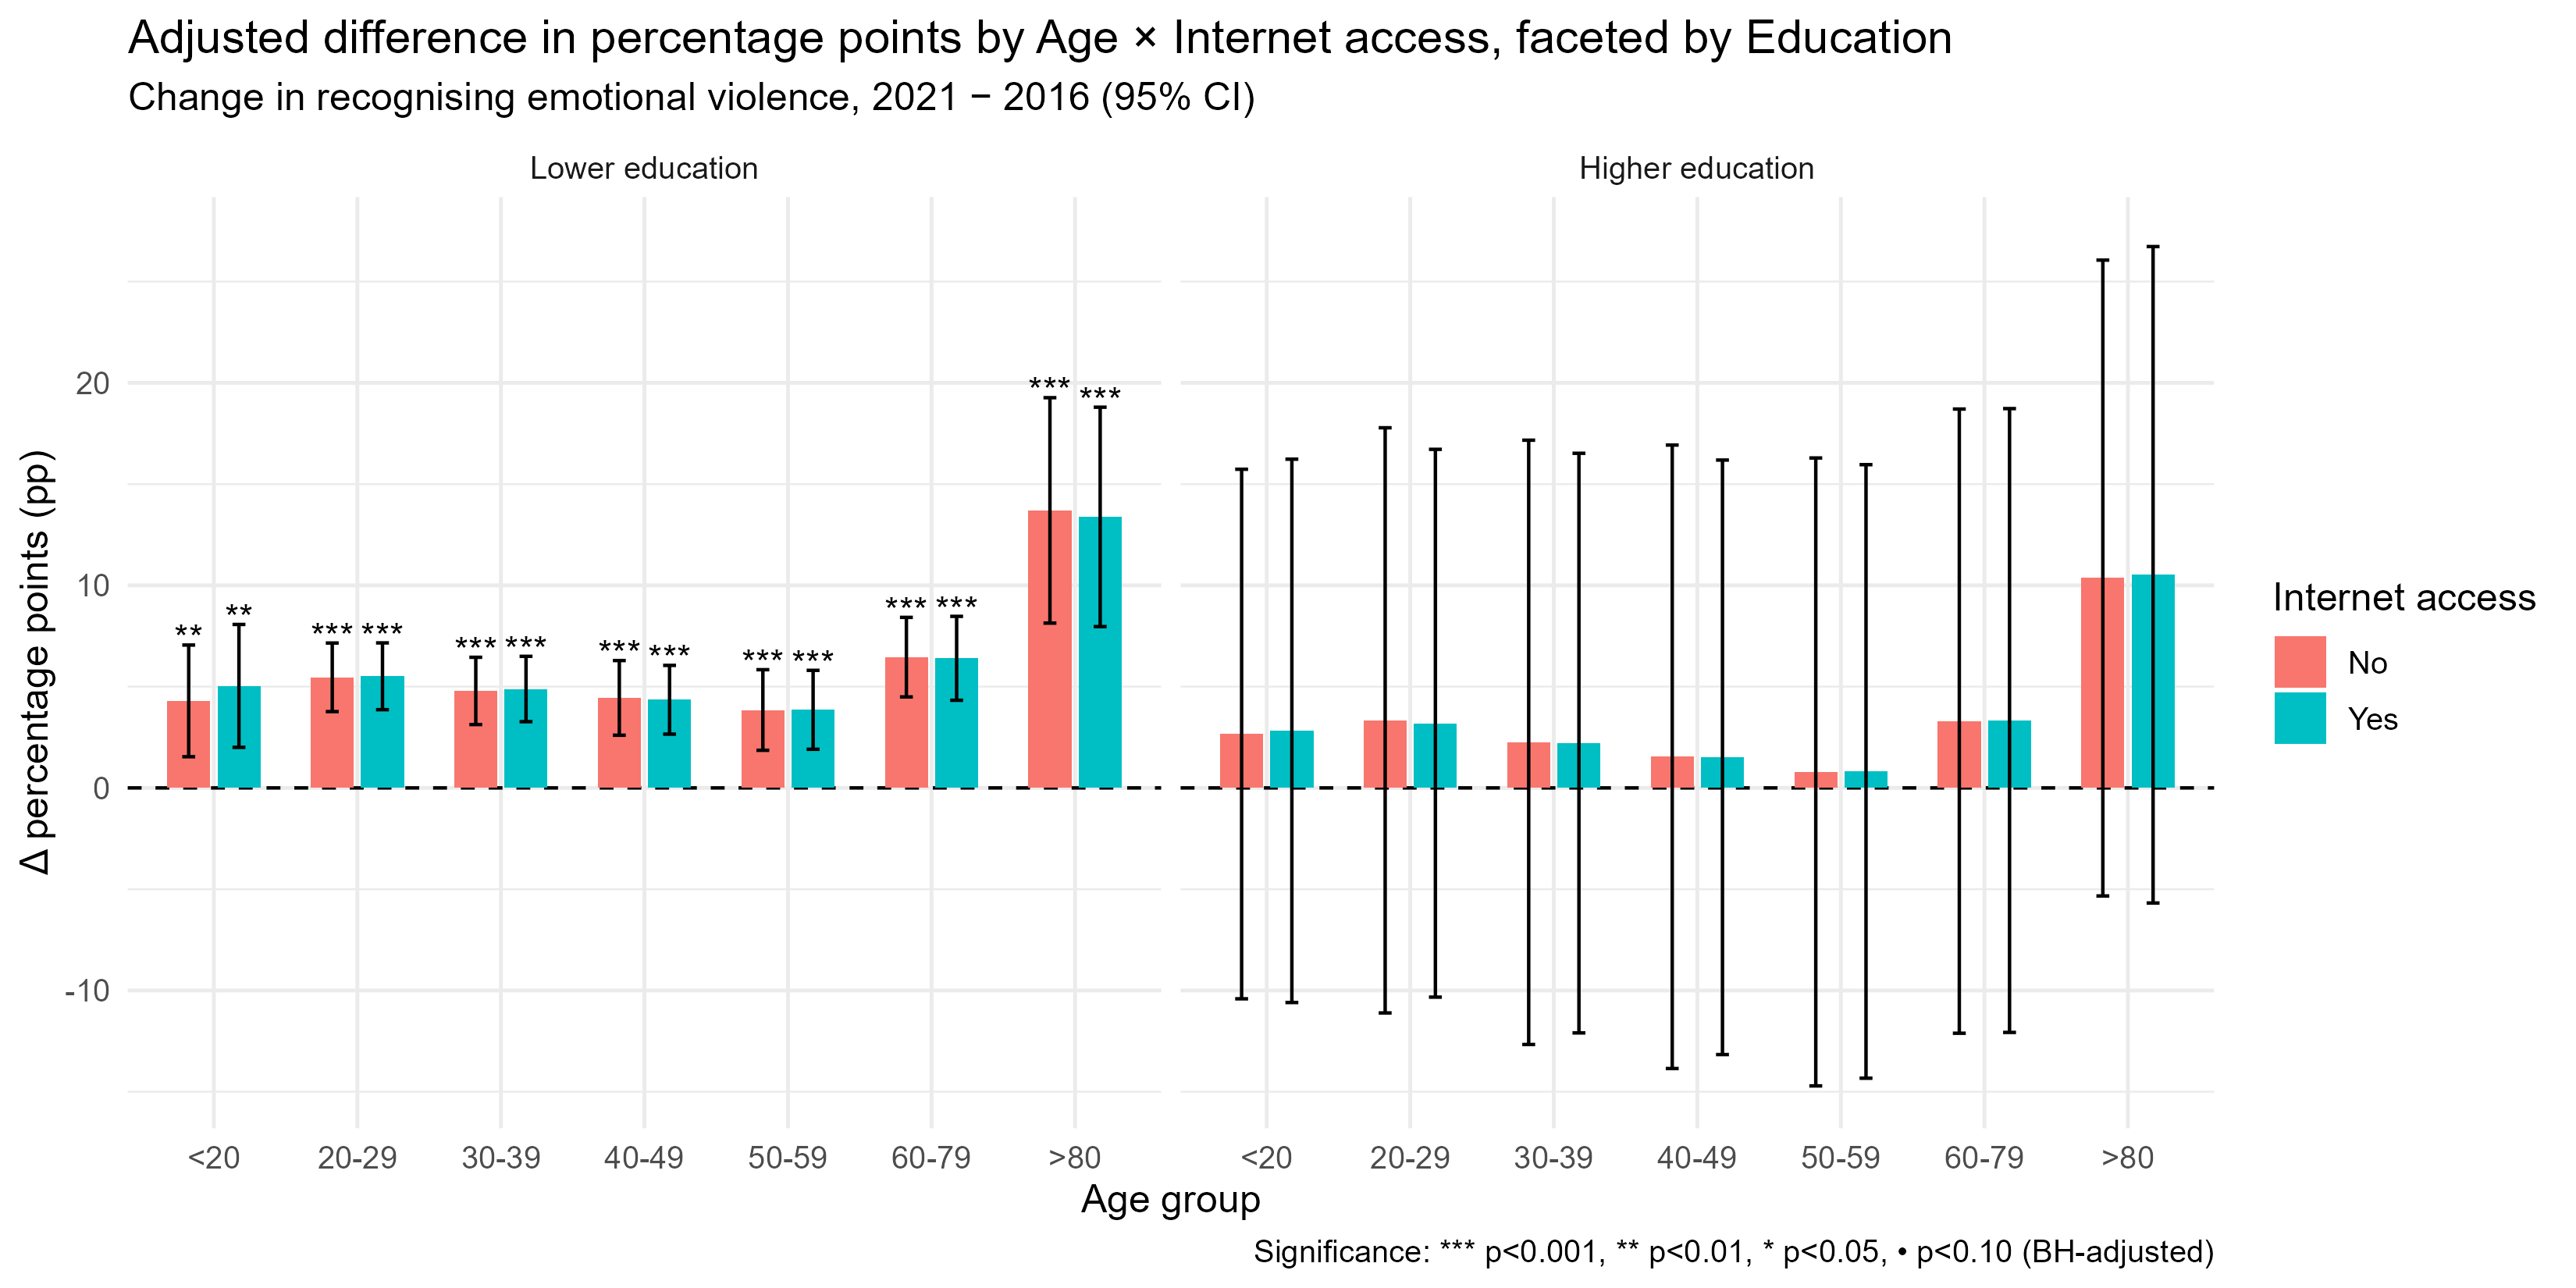 Adjusted difference in percentage points by Age × Internet access, faceted by Education
Change in recognising emotional violence, 2021 − 2016 (95% CI)
Lower education
Higher education
Δ percentage points (pp)
20
10
0
-10
** ** *** *** *** *** *** *** *** *** *** *** *** ***
<20 20-29 30-39 40-49 50-59 60-79 >80
<20 20-29 30-39 40-49 50-59 60-79 >80
Age group
Internet access
No
Yes
Significance: *** p<0.001, ** p<0.01, * p<0.05, • p<0.10 (BH-adjusted)